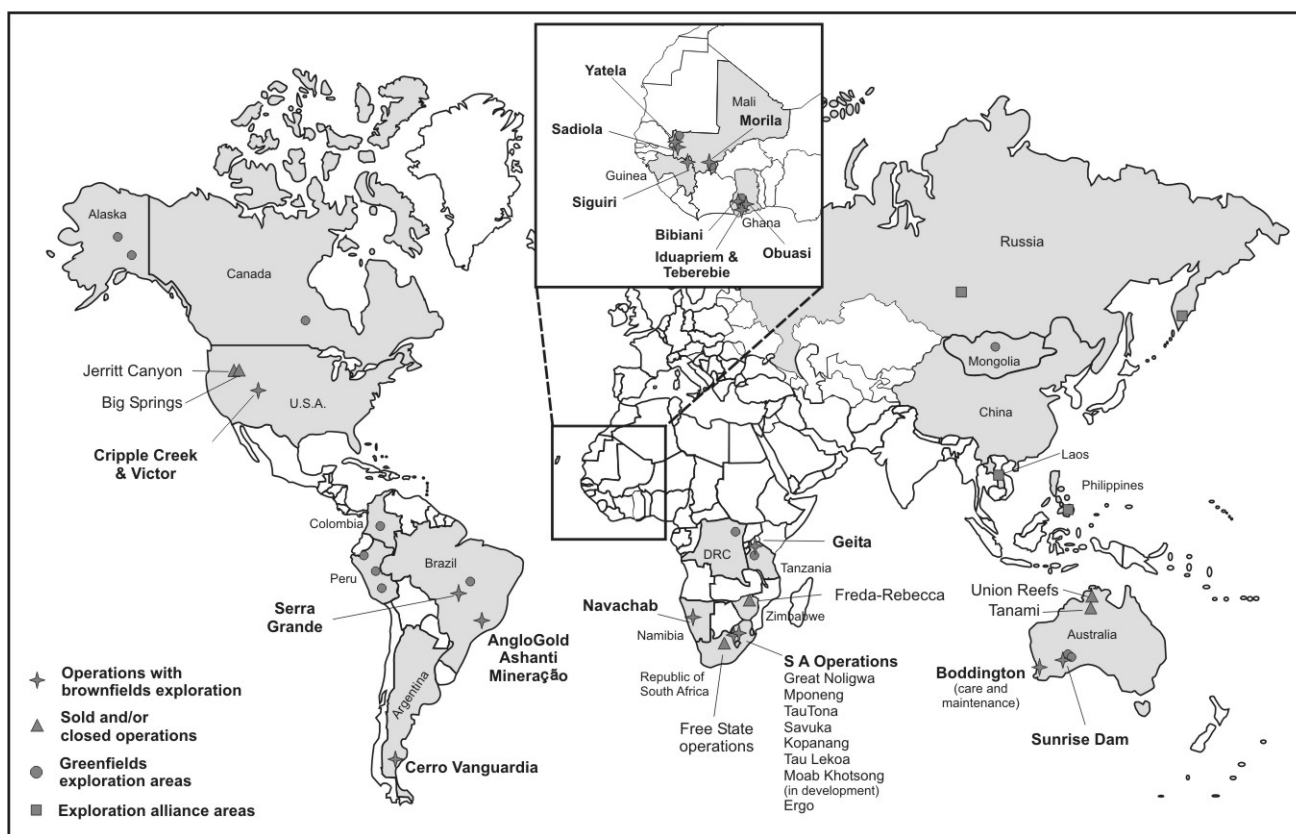 Yatela
Mali
Morila
Sadiola
Guinea
Siguiri
Ghana
Bibiani
Iduapriem &
Teberebie
Obuasi
Alaska
Canada
Russia
Mongolia
China
Jerritt Canyon
Big Springs
U.S.A.
Cripple Creek
& Victor
Laos
Philippines
Colombia
Brazil
Peru
Serra
Grande
AngloGold
Ashanti
Mineração
Argentina
Cerro Vanguardia
DRC
Geita
Tanzania
Freda-Rebecca
Zimbabwe
Navachab
Namibia
Republic of
South Africa
Free State
operations
S A Operations
Great Noligwa
Mponeng
TauTona
Savuka
Kopanang
Tau Lekoa
Moab Khotsong
(in development)
Ergo
Union Reefs
Tanami
Australia
Boddington
(care and
maintenance)
Sunrise Dam
Operations with
brownfields exploration
Sold and/or
closed operations
Greenfields
exploration areas
Exploration alliance areas